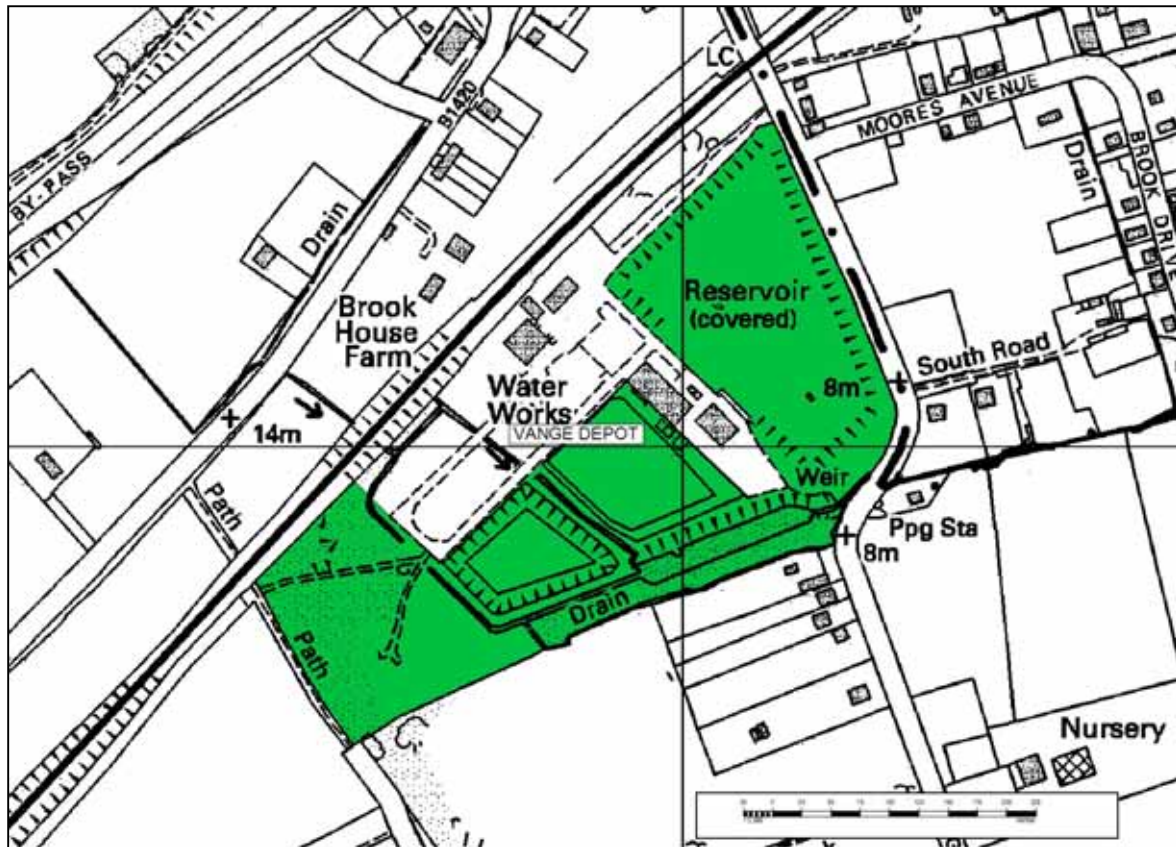 LC
B1420
MOORES AVENUE
BY-PASS
Drain
Drain
BROOK DRIVE
Brook
House
Farm
Reservoir
(covered)
South Road
8m
Water
Works
14m
VANGE DEPOT
Weir
Path
Ppg Sta
8m
Drain
Path
Nursery